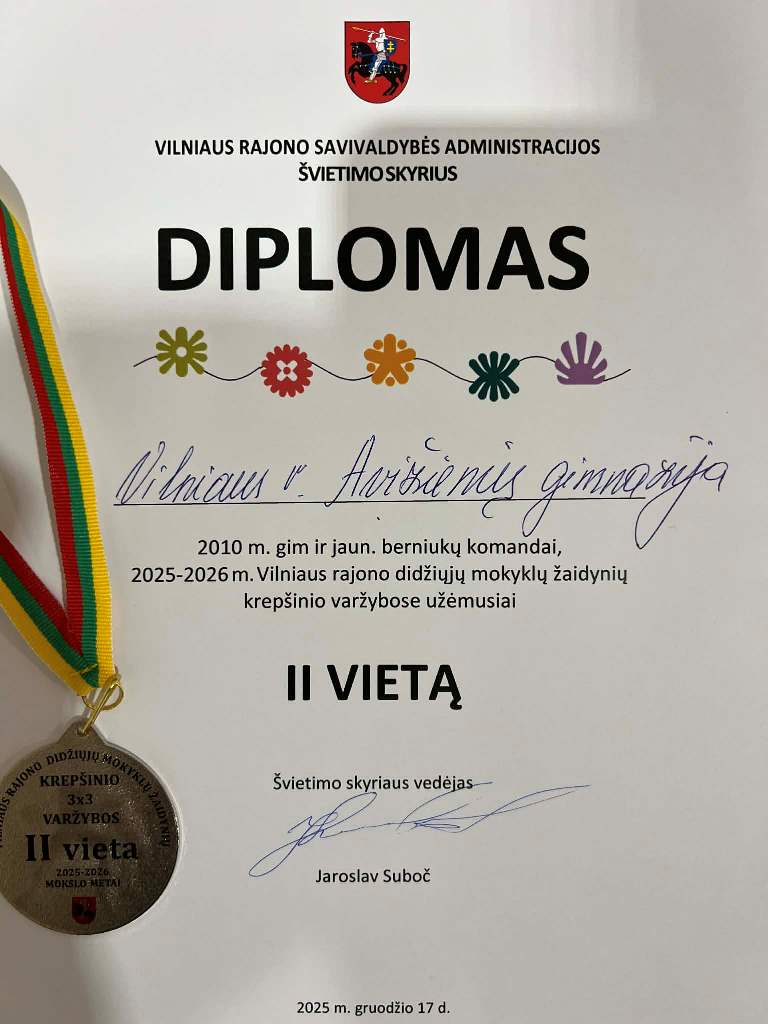 VILNIAUS RAJONO SAVIVALDYBĖS ADMINISTRACIJOS
ŠVIETIMO SKYRIUS
DIPLOMAS
Vilniaus r. Avižienių gimnazija
2010 m. gim ir jaun. berniukų komandai,
2025-2026 m. Vilniaus rajono didžiųjų mokyklų žaidynių
krepšinio varžybose užėmusiai
II VIETĄ
Švietimo skyriaus vedėjas
Jaroslav Suboč
2025 m. gruodžio 17 d.
VILNIAUS RAJONO DIDŽIŲJŲ MOKYKLŲ ŽAIDYNIŲ
KREPŠINIO
3x3
VARŽYBOS
II vieta
2025-2026
MOKSLO METAI